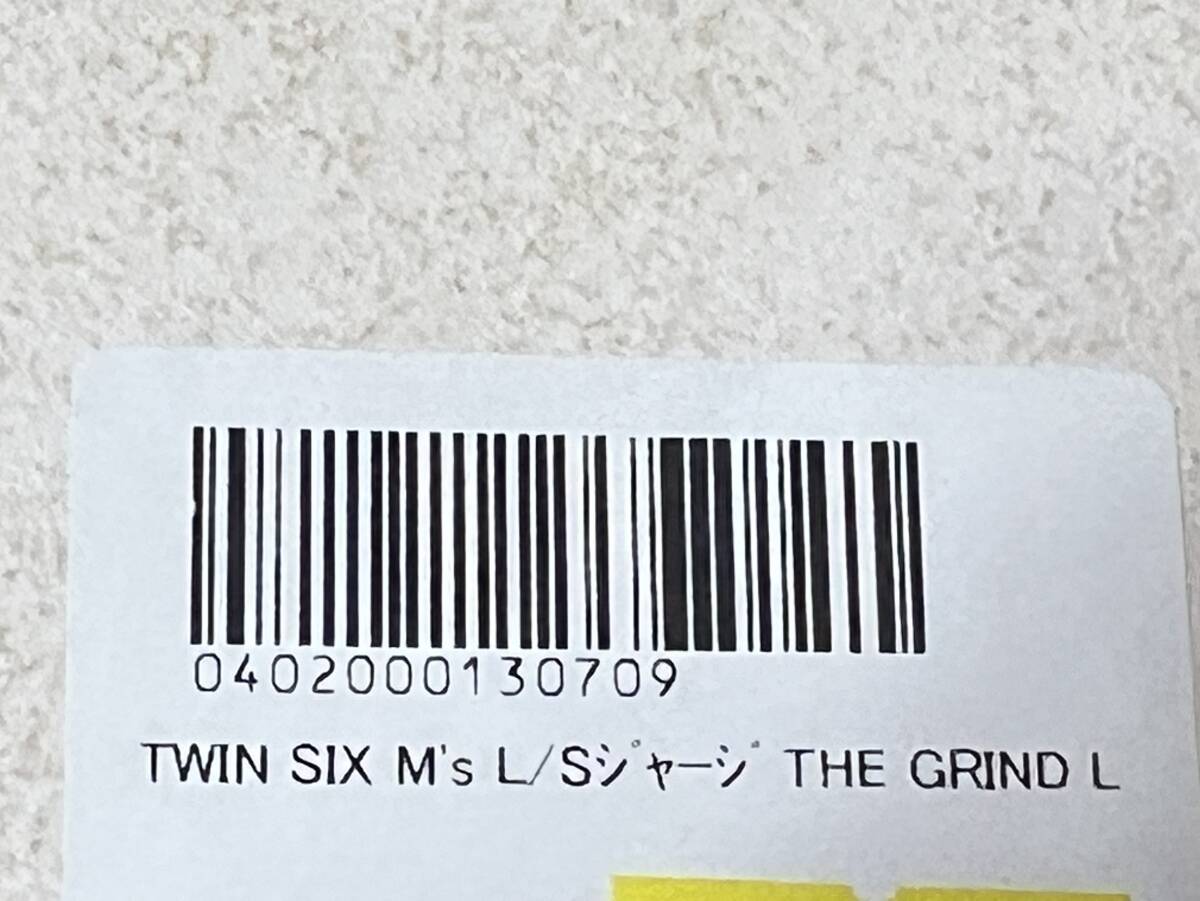 0402000130709
TWIN SIX M's L/Sｼﾞｬｰｼﾞ THE GRIND L